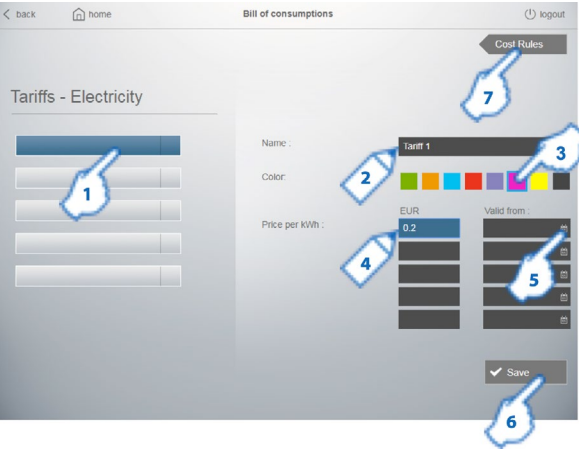 back home Bill of consumptions logout
Cost Rules
7
Tariffs - Electricity
Name :
Tariff 1
3
2
Color:
1
EUR Valid from :
Price per kWh :
0.2
4
5
Save
6